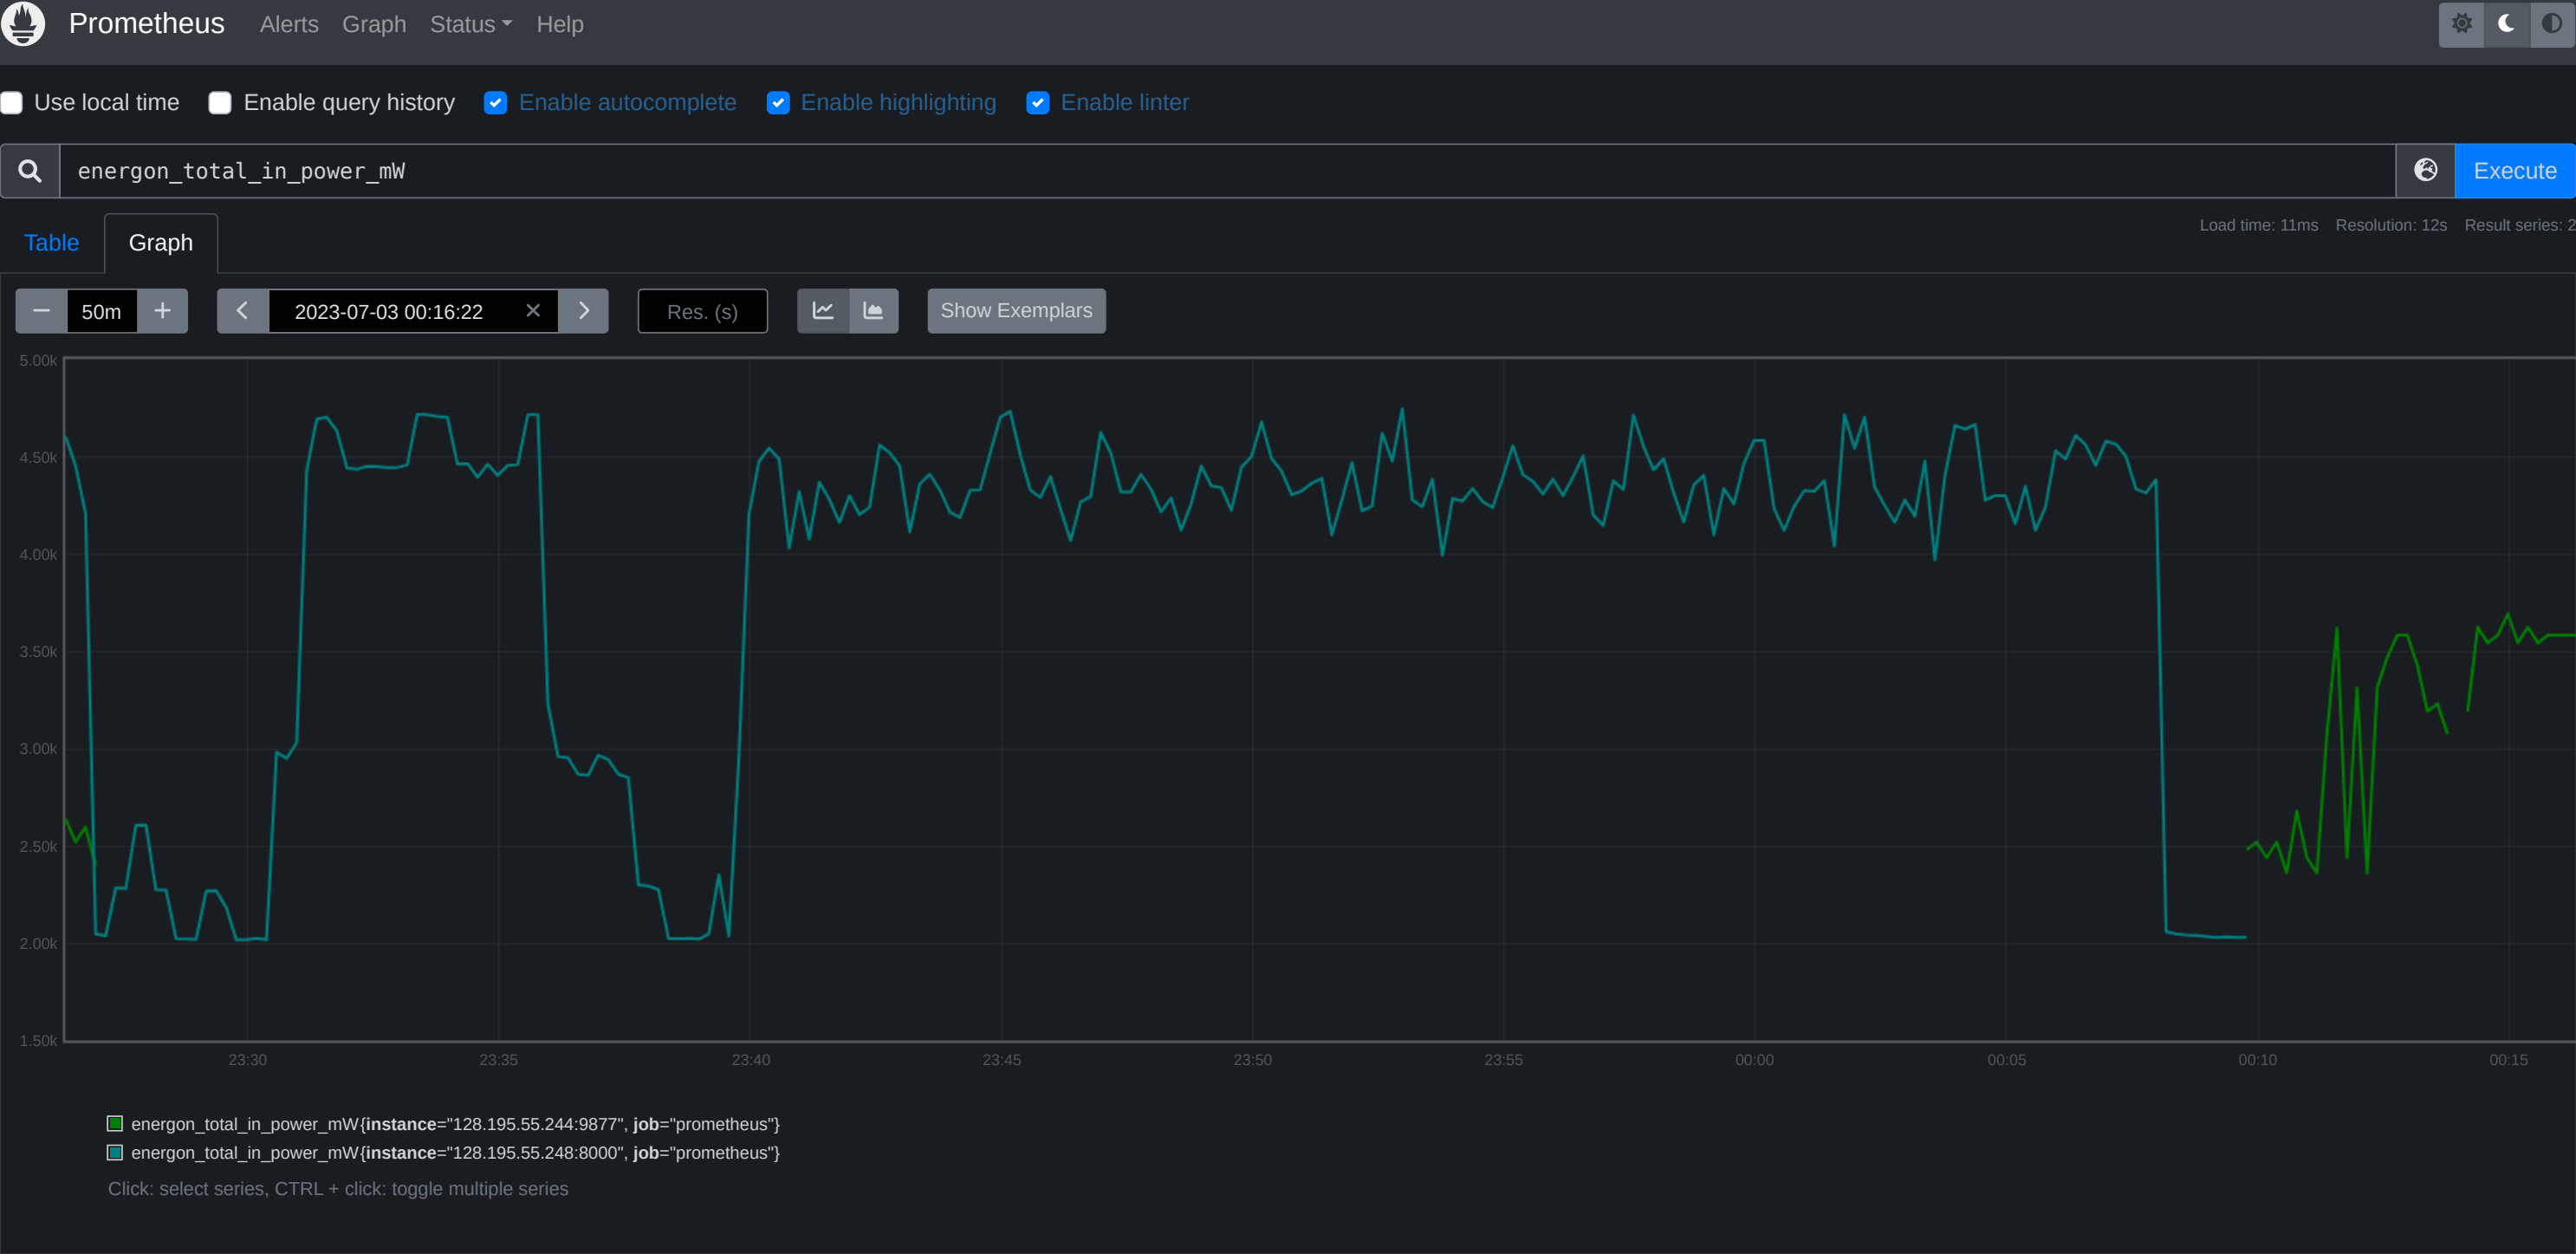 Prometheus Alerts Graph Status Help
Use local time Enable query history Enable autocomplete Enable highlighting Enable linter
energon_total_in_power_mW Execute
Table Graph Load time: 11ms Resolution: 12s Result series: 2
50m 2023-07-03 00:16:22 Res. (s) Show Exemplars
5.00k
4.50k
4.00k
3.50k
3.00k
2.50k
2.00k
1.50k
23:30 23:35 23:40 23:45 23:50 23:55 00:00 00:05 00:10 00:15
energon_total_in_power_mW{instance="128.195.55.244:9877", job="prometheus"}
energon_total_in_power_mW{instance="128.195.55.248:8000", job="prometheus"}
Click: select series, CTRL + click: toggle multiple series